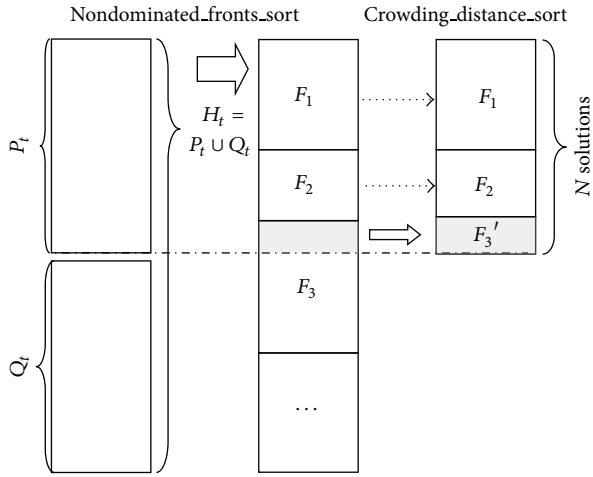 Nondominated_fronts_sort
Crowding_distance_sort
P_t
Q_t
H_t =
P_t ∪ Q_t
F_1
F_2
F_3
...
F_1
F_2
F_3′
N solutions